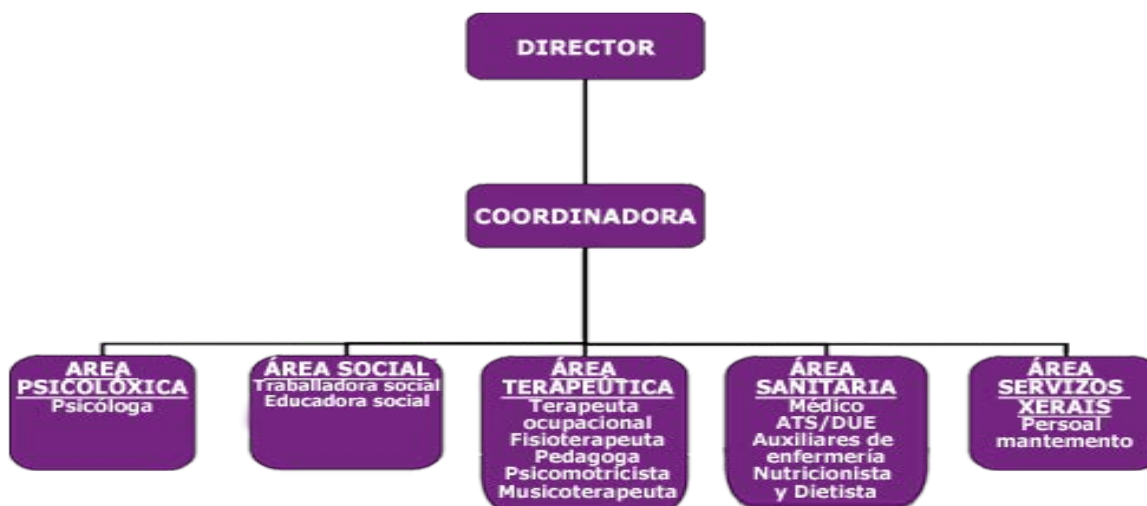 DIRECTOR
COORDINADORA
AREA
PSICOLÓXICA
Psicóloga
ÁREA SOCIAL
Traballadora social
Educadora social
ÁREA
TERAPEÚTICA
Terapeuta
ocupacional
Fisioterapeuta
Pedagoga
Psicomotricista
Musicoterapeuta
ÁREA
SANITARIA
Médico
ATS/DUE
Auxiliares de
enfermería
Nutricionista
y Dietista
ÁREA
SERVIZOS
XERAIS
Persoal
mantemento